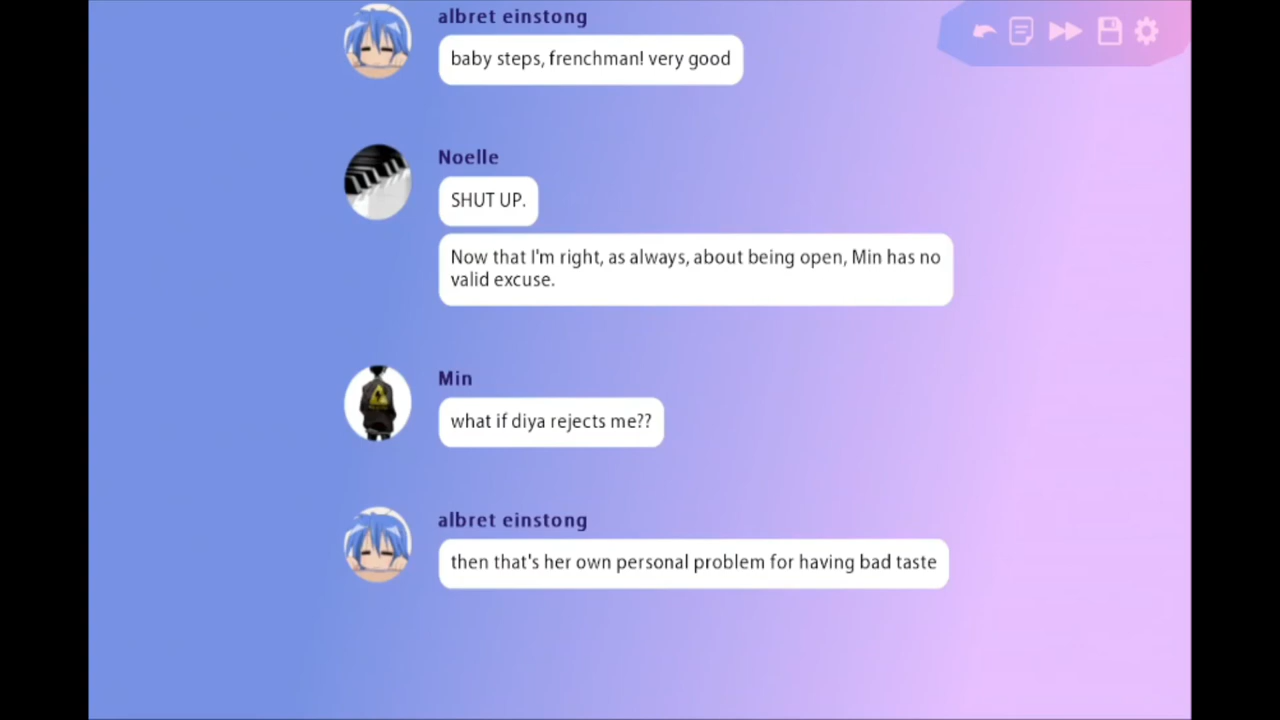 albret einstong
baby steps, frenchman! very good
Noelle
SHUT UP.
Now that I'm right, as always, about being open, Min has no
valid excuse.
Min
what if diya rejects me??
albret einstong
then that's her own personal problem for having bad taste